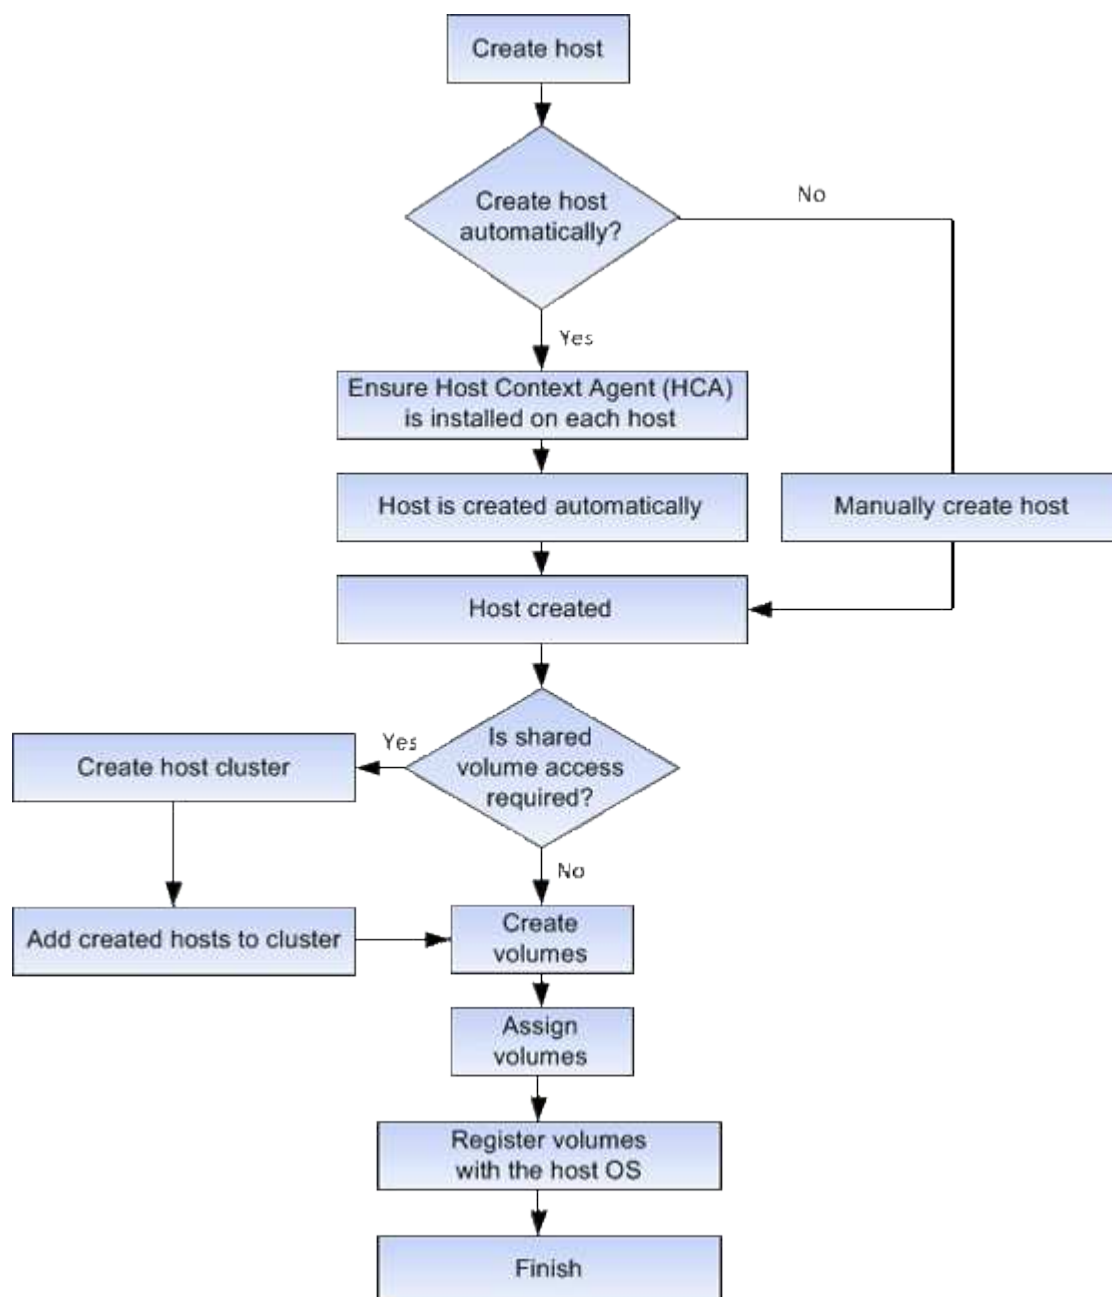 Create host
Create host
automatically?
No
Yes
Ensure Host Context Agent (HCA)
is installed on each host
Host is created automatically
Manually create host
Host created
Is shared
volume access
required?
Yes
Create host cluster
No
Add created hosts to cluster
Create
volumes
Assign
volumes
Register volumes
with the host OS
Finish